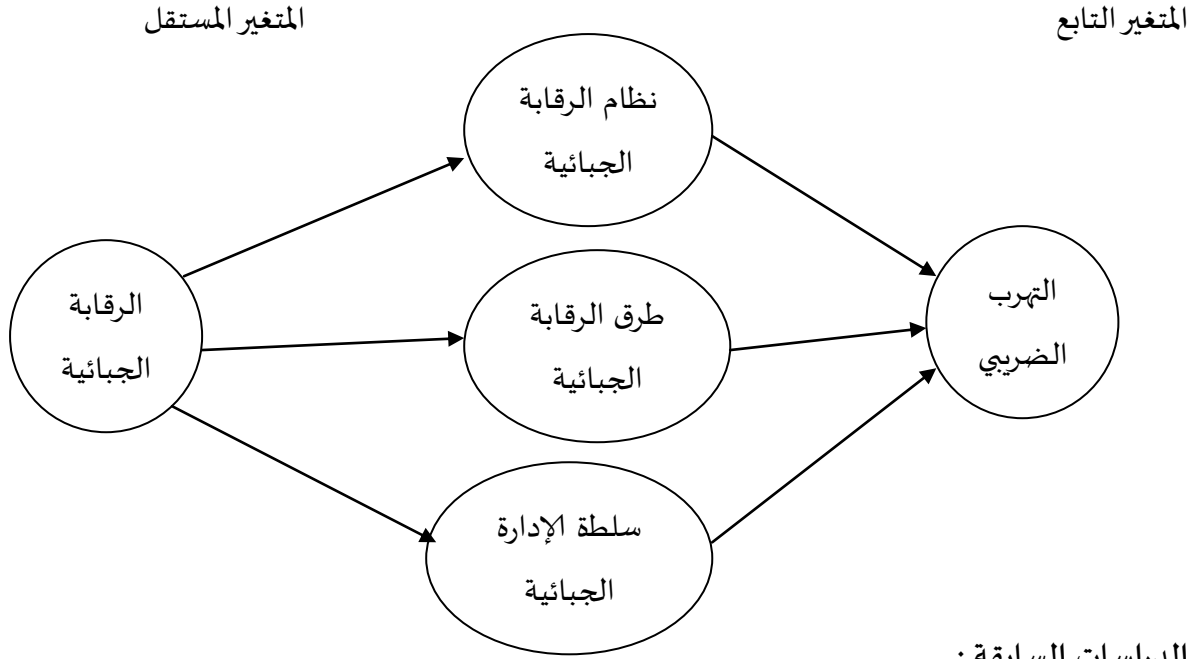 المتغير التابع
المتغير المستقل
نظام الرقابة
الجبائية
التهرب
الضريبي
طرق الرقابة
الجبائية
الرقابة
الجبائية
سلطة الإدارة
الجبائية
الدراسات السابقة :